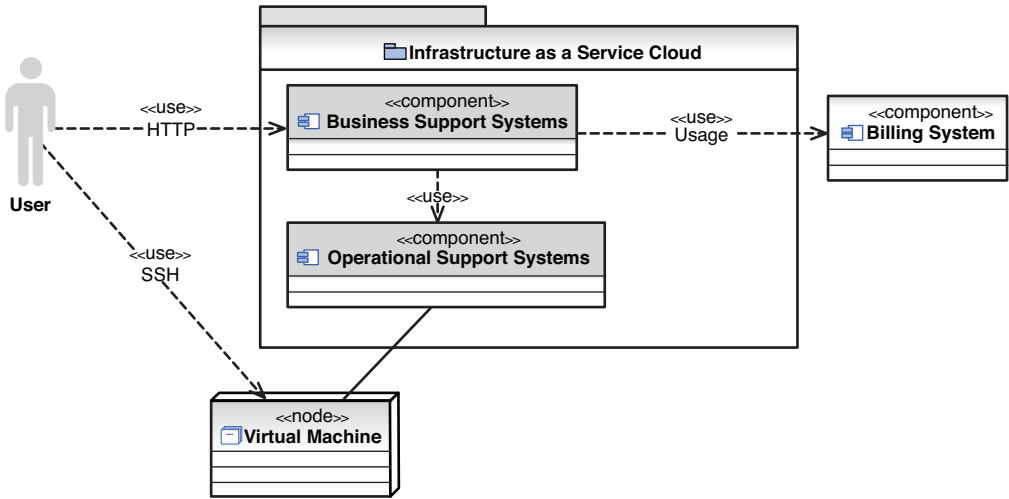 Infrastructure as a Service Cloud
<<use>>
HTTP
<<component>>
Business Support Systems
<<use>>
Usage
<<component>>
Billing System
User
<<use>>
<<component>>
Operational Support Systems
<<use>>
SSH
<<node>>
Virtual Machine